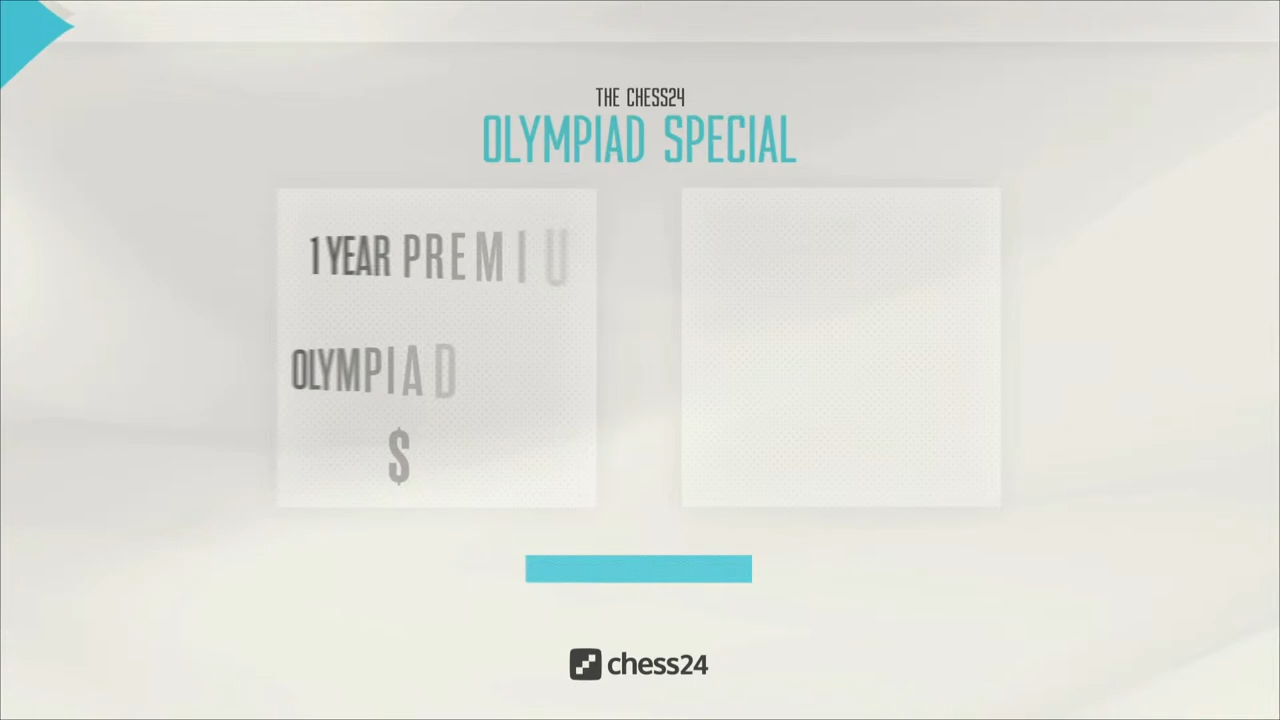 THE CHESS24
OLYMPIAD SPECIAL
1 YEAR PREMIU
OLYMPIAD
$
chess24